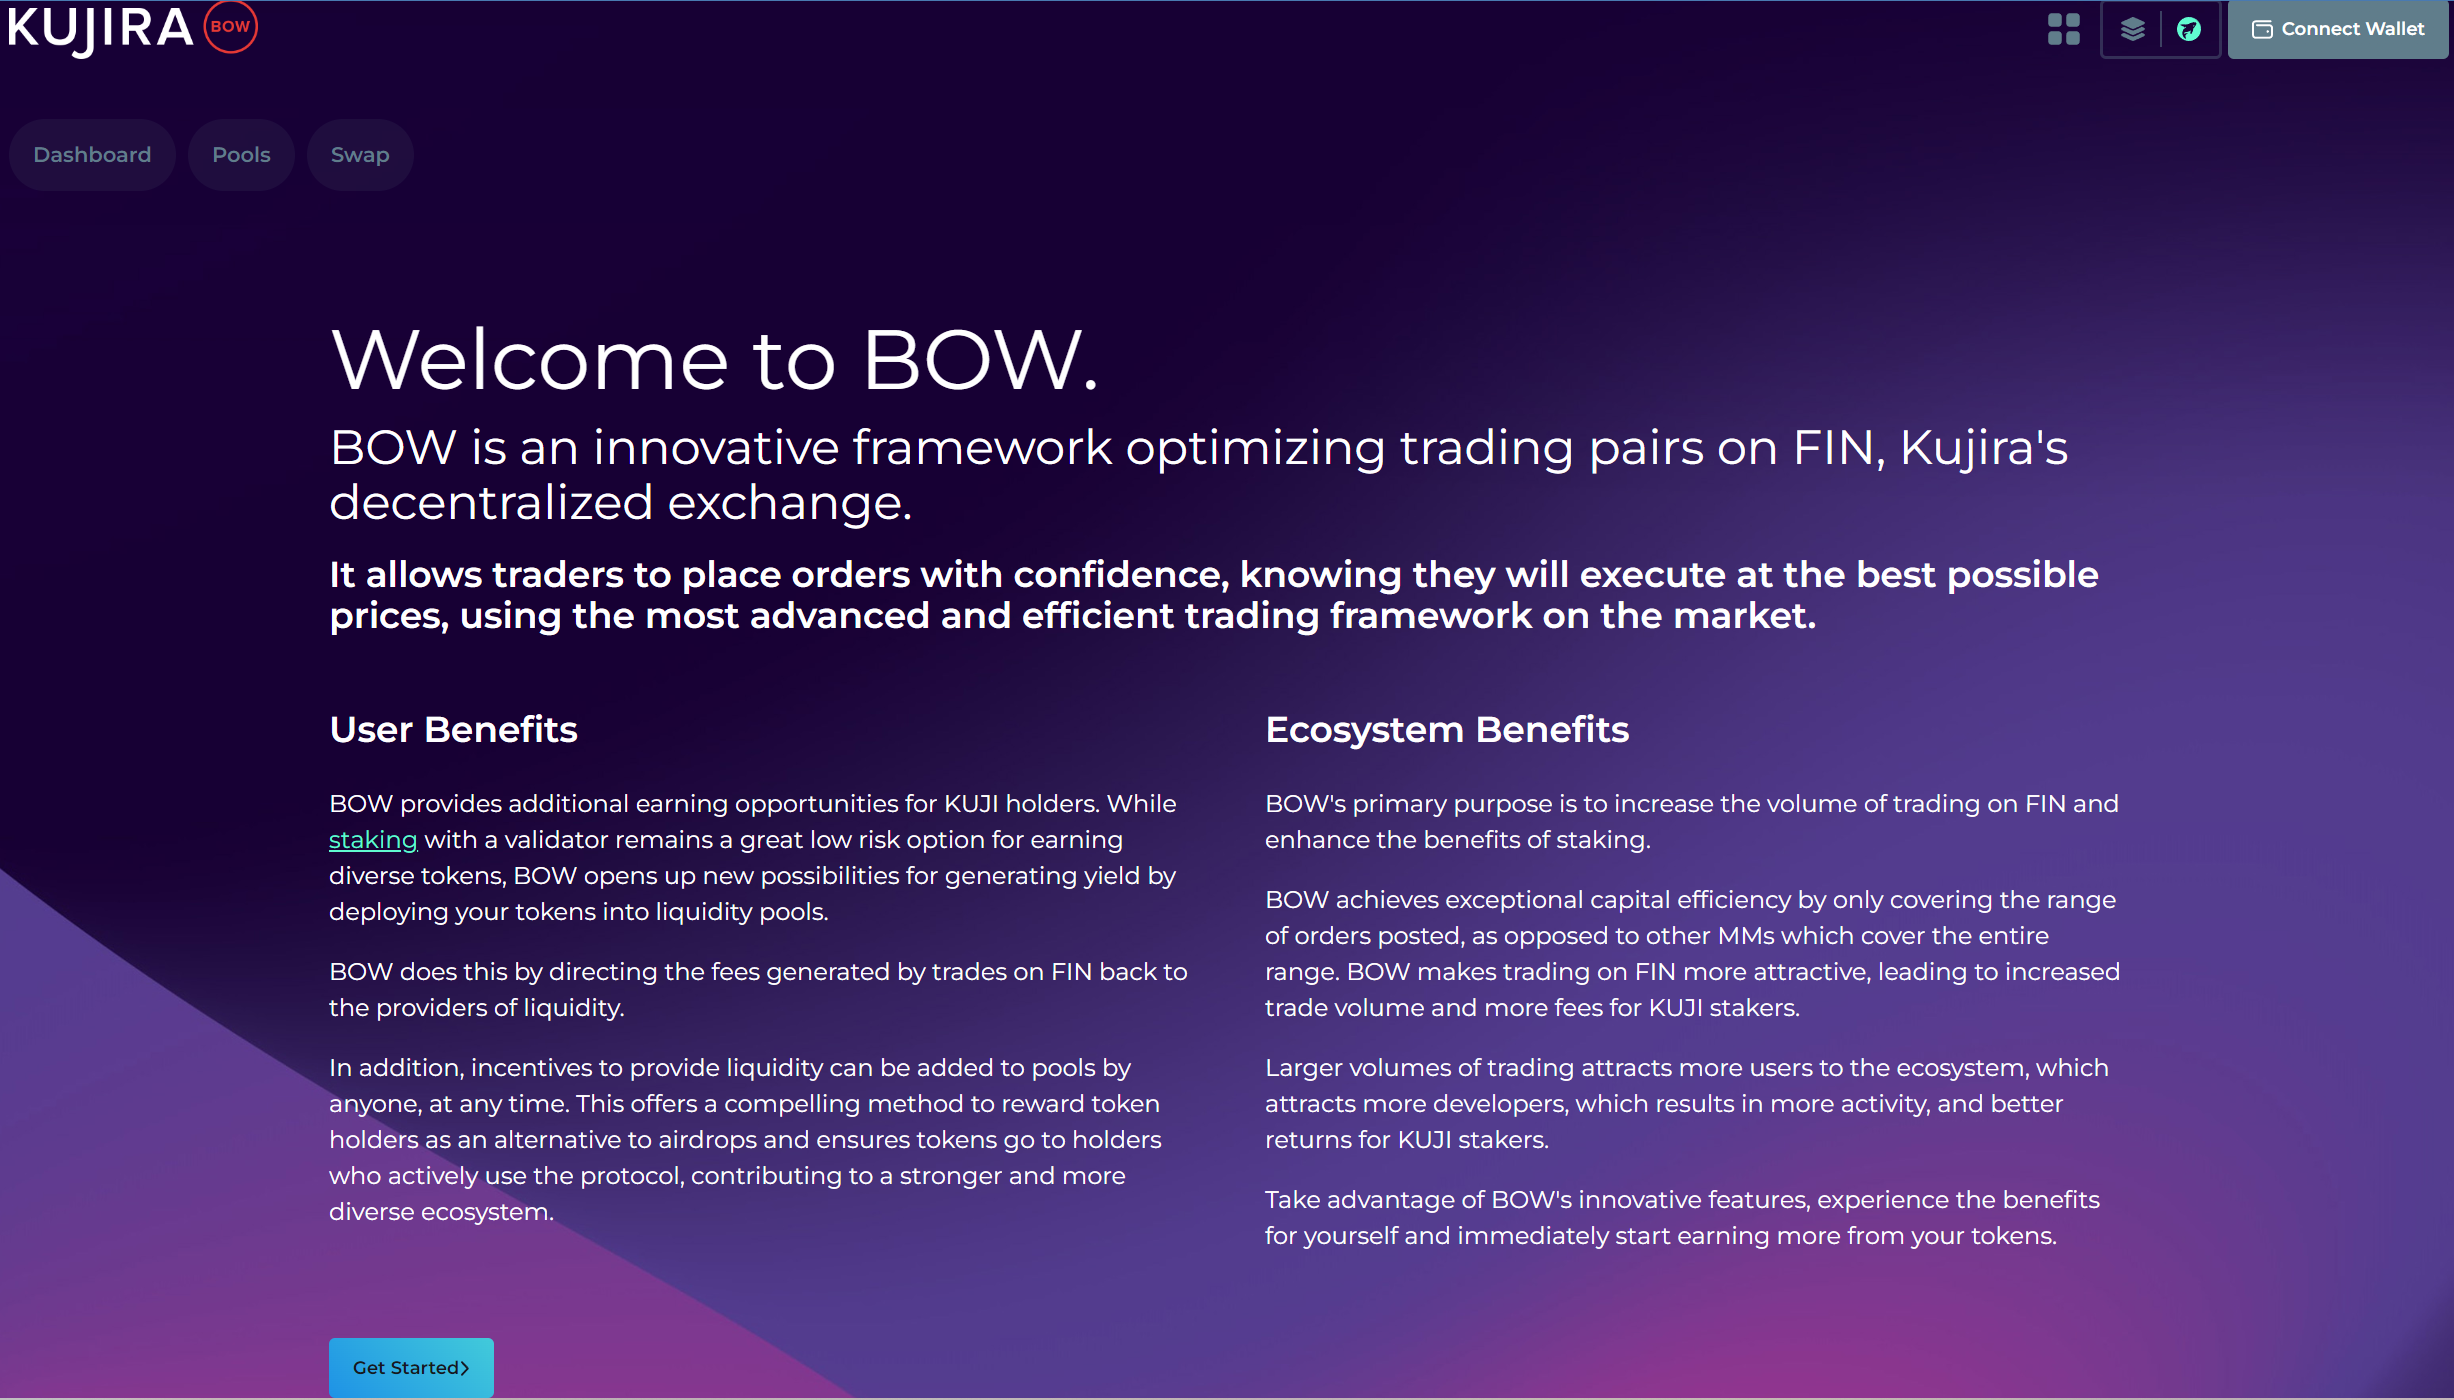 KUJIRA BOW
Connect Wallet
Dashboard Pools Swap
Welcome to BOW.
BOW is an innovative framework optimizing trading pairs on FIN, Kujira's
decentralized exchange.
It allows traders to place orders with confidence, knowing they will execute at the best possible
prices, using the most advanced and efficient trading framework on the market.
User Benefits
BOW provides additional earning opportunities for KUJI holders. While
staking with a validator remains a great low risk option for earning
diverse tokens, BOW opens up new possibilities for generating yield by
deploying your tokens into liquidity pools.
BOW does this by directing the fees generated by trades on FIN back to
the providers of liquidity.
In addition, incentives to provide liquidity can be added to pools by
anyone, at any time. This offers a compelling method to reward token
holders as an alternative to airdrops and ensures tokens go to holders
who actively use the protocol, contributing to a stronger and more
diverse ecosystem.
Ecosystem Benefits
BOW's primary purpose is to increase the volume of trading on FIN and
enhance the benefits of staking.
BOW achieves exceptional capital efficiency by only covering the range
of orders posted, as opposed to other MMs which cover the entire
range. BOW makes trading on FIN more attractive, leading to increased
trade volume and more fees for KUJI stakers.
Larger volumes of trading attracts more users to the ecosystem, which
attracts more developers, which results in more activity, and better
returns for KUJI stakers.
Take advantage of BOW's innovative features, experience the benefits
for yourself and immediately start earning more from your tokens.
Get Started